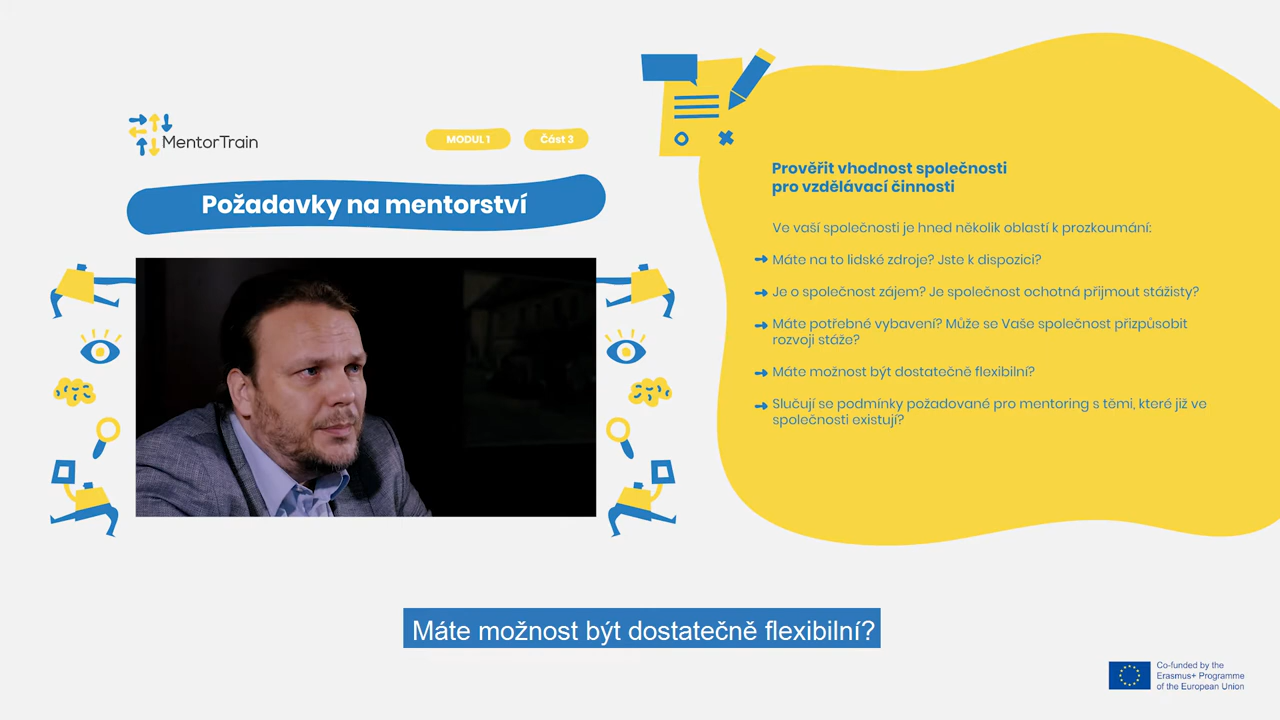 MentorTrain
MODUL 1
Část 3
Požadavky na mentorství
Prověřit vhodnost společnosti
pro vzdělávací činnosti
Ve vaší společnosti je hned několik oblastí k prozkoumání:
Máte na to lidské zdroje? Jste k dispozici?
Je o společnost zájem? Je společnost ochotná přijmout stážisty?
Máte potřebné vybavení? Může se Vaše společnost přizpůsobit
rozvoji stáže?
Máte možnost být dostatečně flexibilní?
Slučují se podmínky požadované pro mentoring s těmi, které již ve
společnosti existují?
Máte možnost být dostatečně flexibilní?
Co-funded by the
Erasmus+ Programme
of the European Union